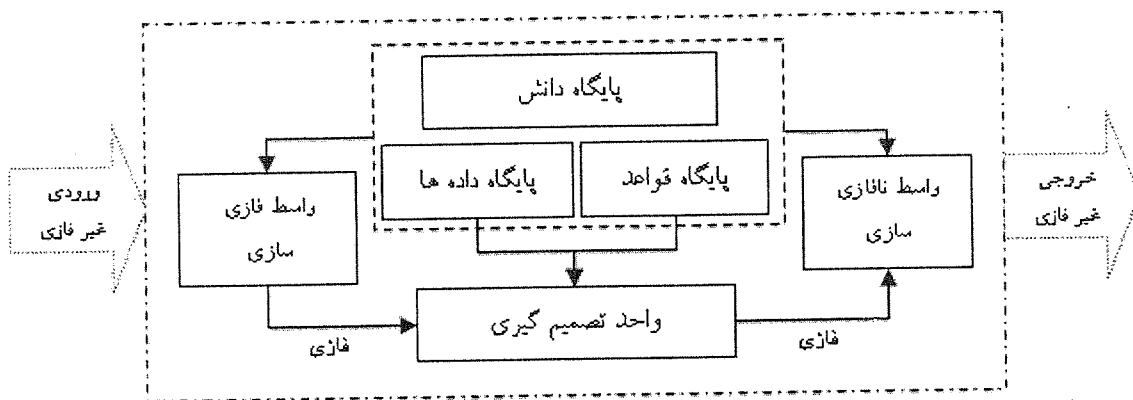 پایگاه دانش
پایگاه داده ها
پایگاه قواعد
ورودی
غیر فازی
واسط فازی
سازی
واسط نافازی
سازی
خروجی
غیر فازی
واحد تصمیم گیری
فازی
فازی